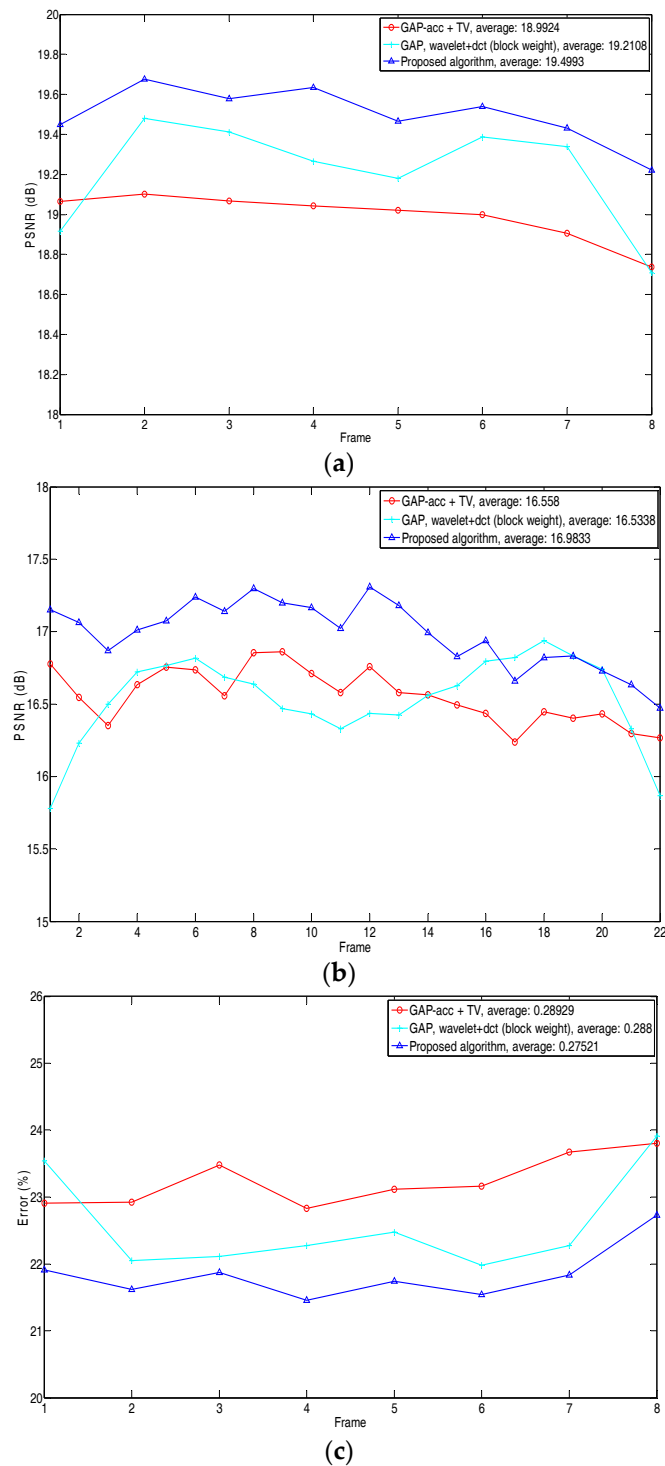 20
19.8
19.6
19.4
19.2
19
18.8
18.6
18.4
18.2
18
PSNR (dB)
GAP-acc + TV, average: 18.9924
GAP, wavelet+dct (block weight), average: 19.2108
Proposed algorithm, average: 19.4993
1 2 3 4 5 6 7 8
Frame
(a)
18
17.5
17
16.5
16
15.5
15
PSNR (dB)
GAP-acc + TV, average: 16.558
GAP, wavelet+dct (block weight), average: 16.5338
Proposed algorithm, average: 16.9833
2 4 6 8 10 12 14 16 18 20 22
Frame
(b)
26
25
24
23
22
21
20
Error (%)
GAP-acc + TV, average: 0.28929
GAP, wavelet+dct (block weight), average: 0.288
Proposed algorithm, average: 0.27521
1 2 3 4 5 6 7 8
Frame
(c)